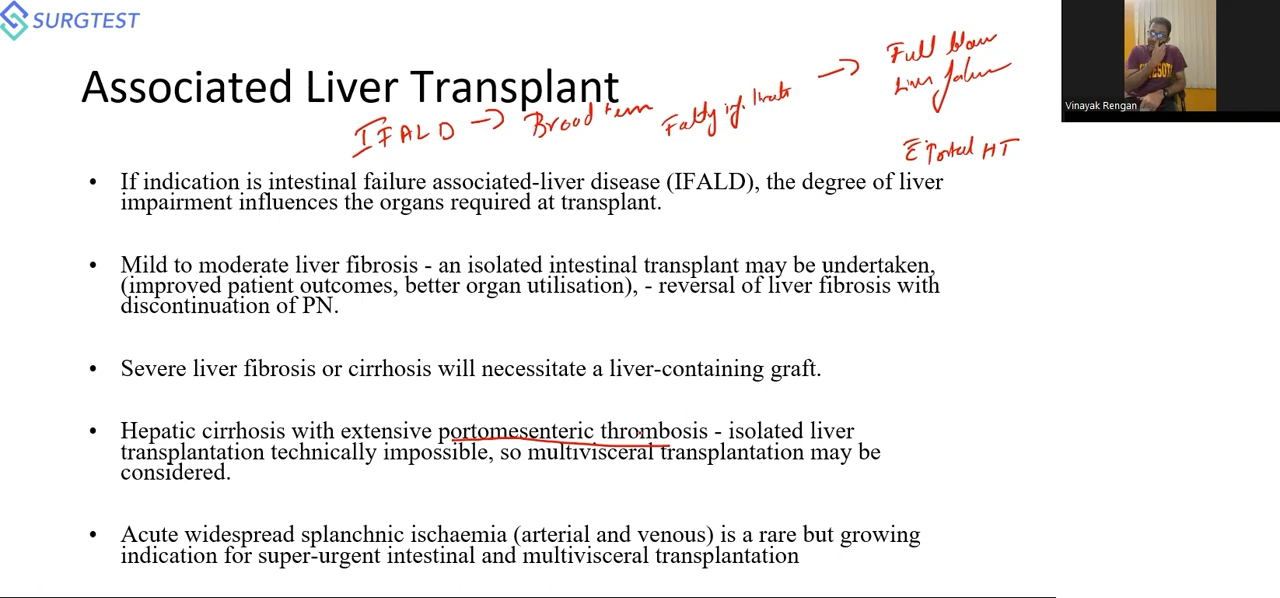 SURGTEST
Associated Liver Transplant
IFALD → Broad term Fatty infiltrate → Full blown
Liver failure
c̄ Portal HT
Vinayak Rengan
• If indication is intestinal failure associated-liver disease (IFALD), the degree of liver
impairment influences the organs required at transplant.
• Mild to moderate liver fibrosis - an isolated intestinal transplant may be undertaken,
(improved patient outcomes, better organ utilisation), - reversal of liver fibrosis with
discontinuation of PN.
• Severe liver fibrosis or cirrhosis will necessitate a liver-containing graft.
• Hepatic cirrhosis with extensive portomesenteric thrombosis - isolated liver
transplantation technically impossible, so multivisceral transplantation may be
considered.
• Acute widespread splanchnic ischaemia (arterial and venous) is a rare but growing
indication for super-urgent intestinal and multivisceral transplantation